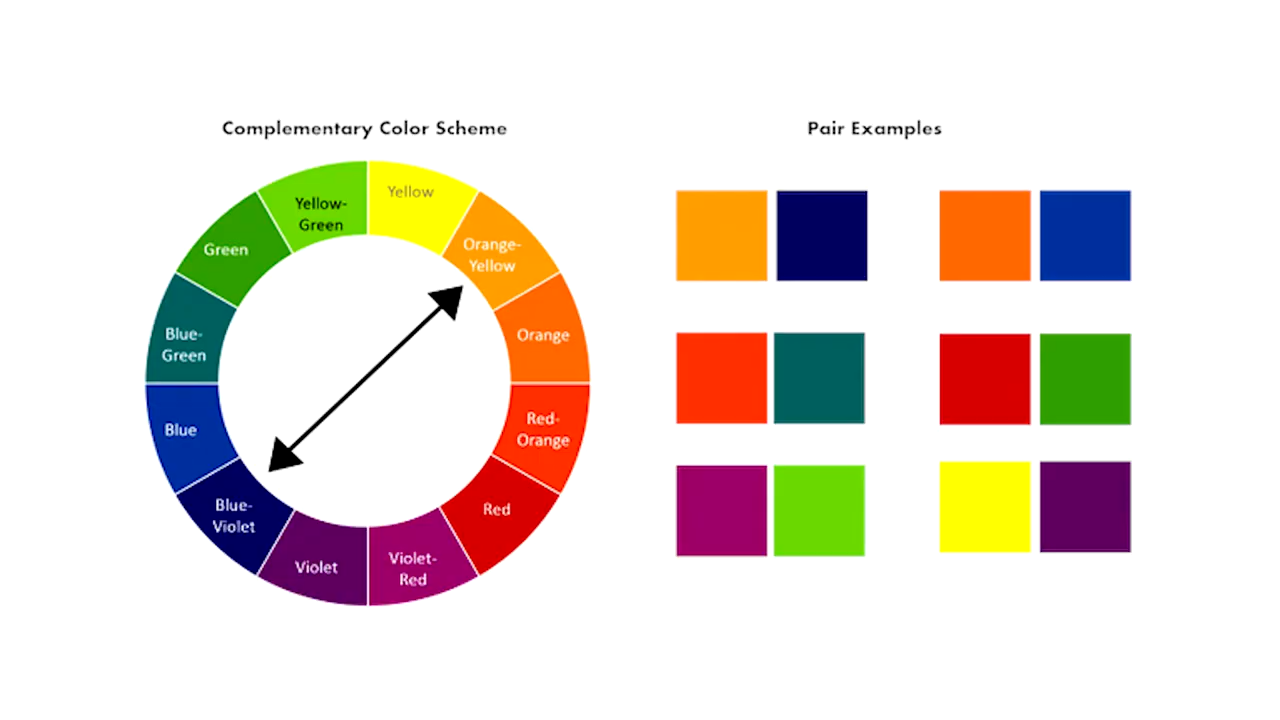 Complementary Color Scheme
Pair Examples
Yellow
Yellow-
Green
Orange-
Yellow
Green
Orange
Blue-
Green
Red-
Orange
Blue
Red
Blue-
Violet
Violet-
Red
Violet